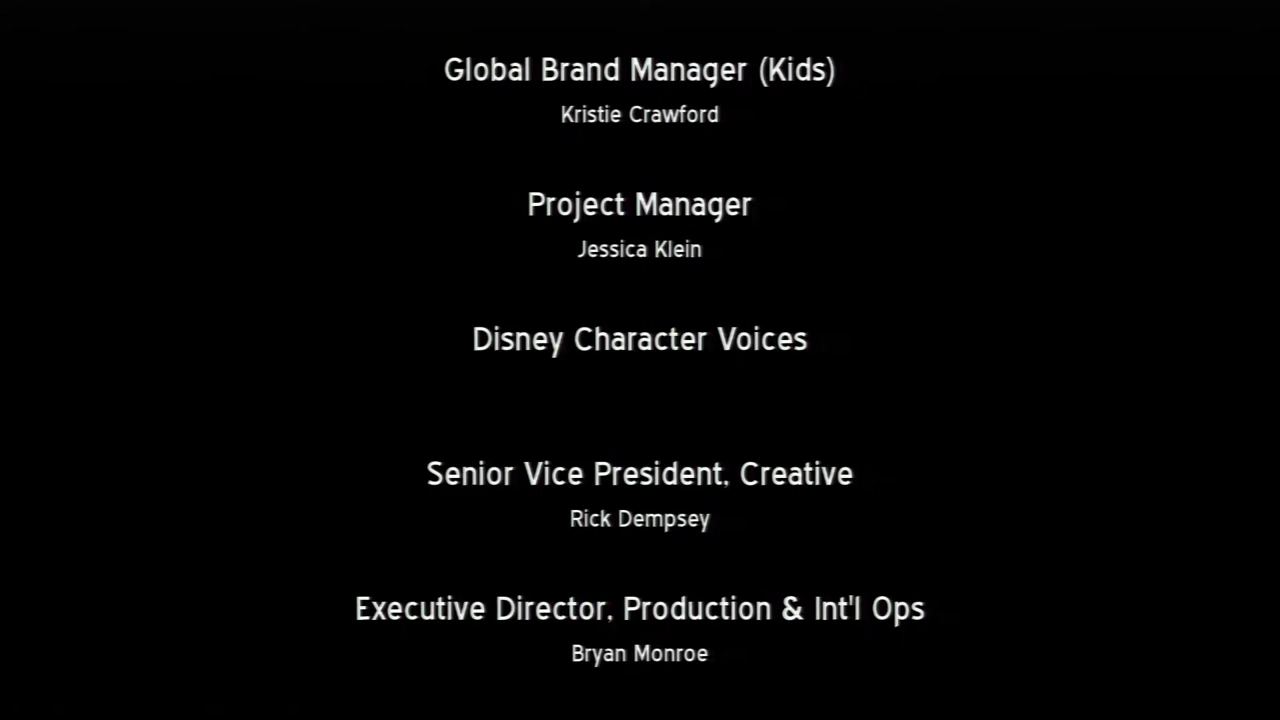 Global Brand Manager (Kids)
Kristie Crawford
Project Manager
Jessica Klein
Disney Character Voices
Senior Vice President, Creative
Rick Dempsey
Executive Director, Production & Int'l Ops
Bryan Monroe